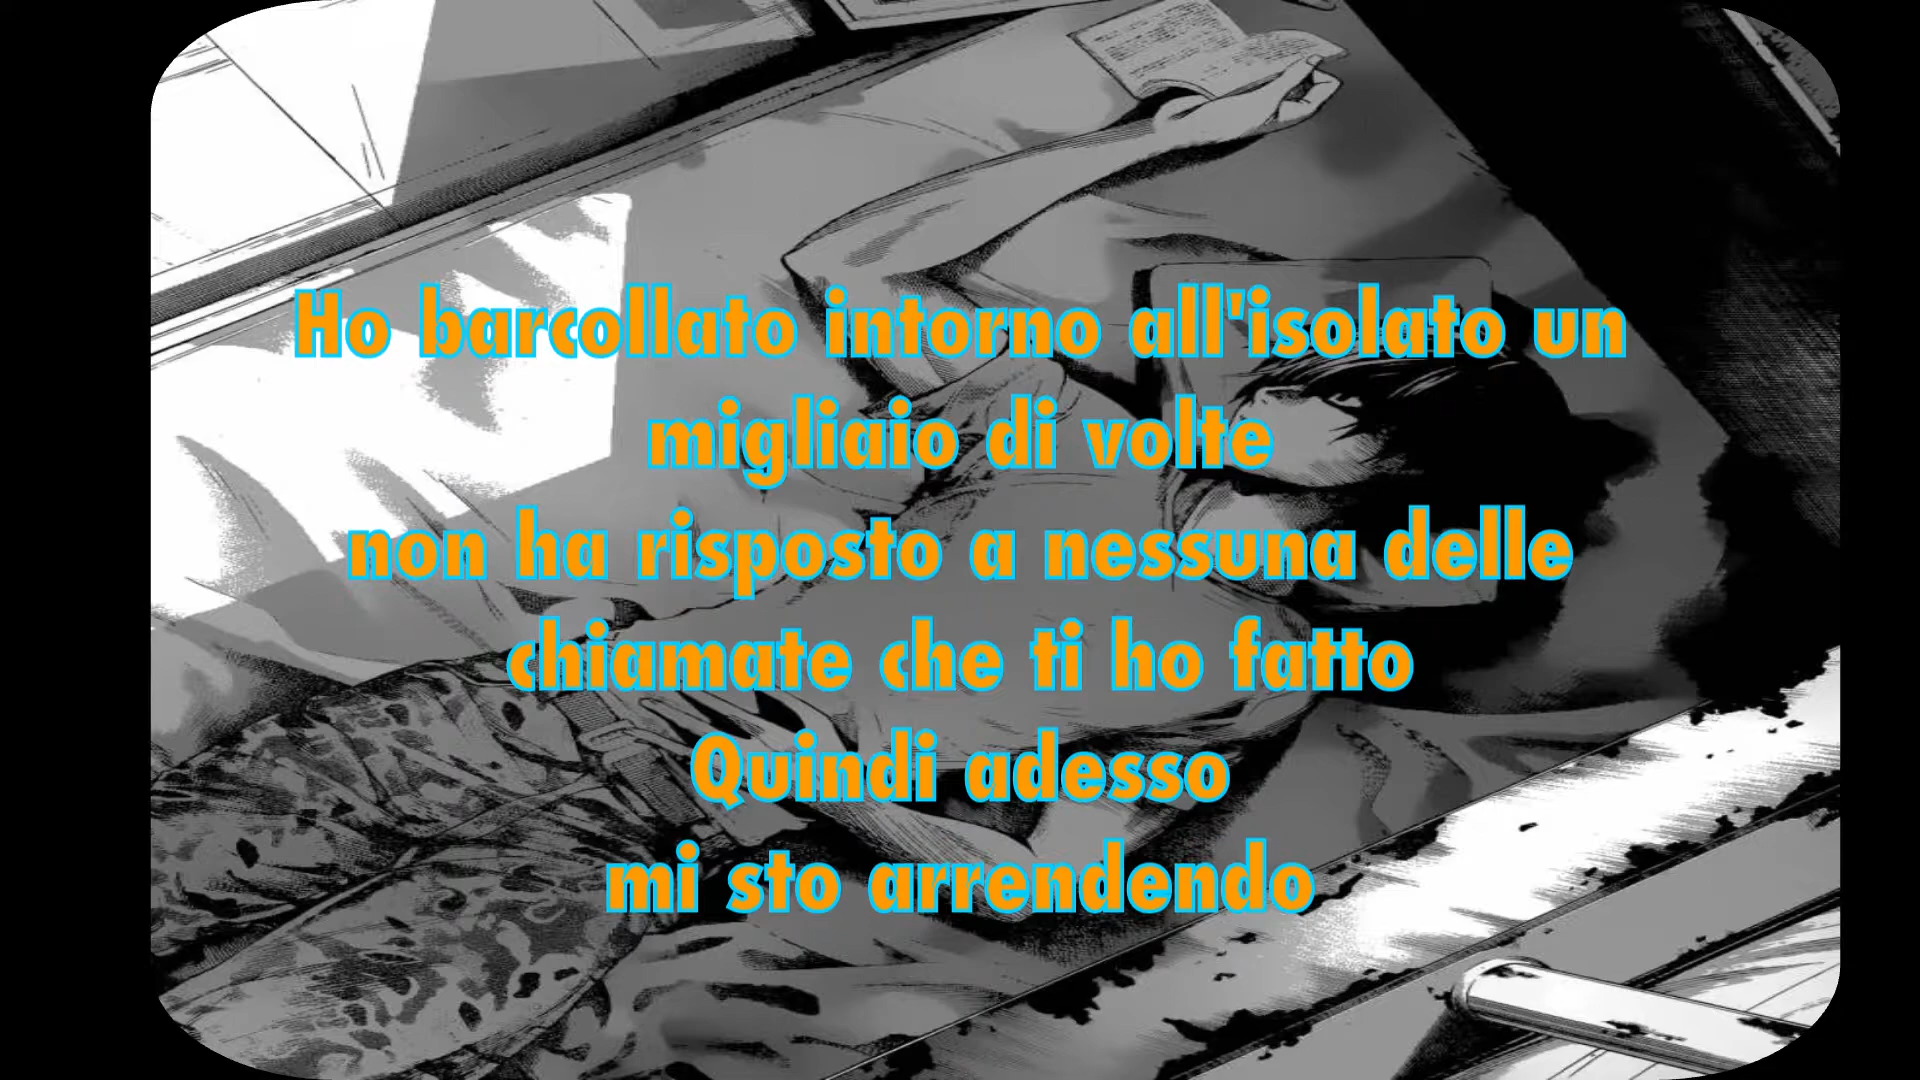 Ho barcollato intorno all'isolato un
migliaio di volte
non ha risposto a nessuna delle
chiamate che ti ho fatto
Quindi adesso
mi sto arrendendo